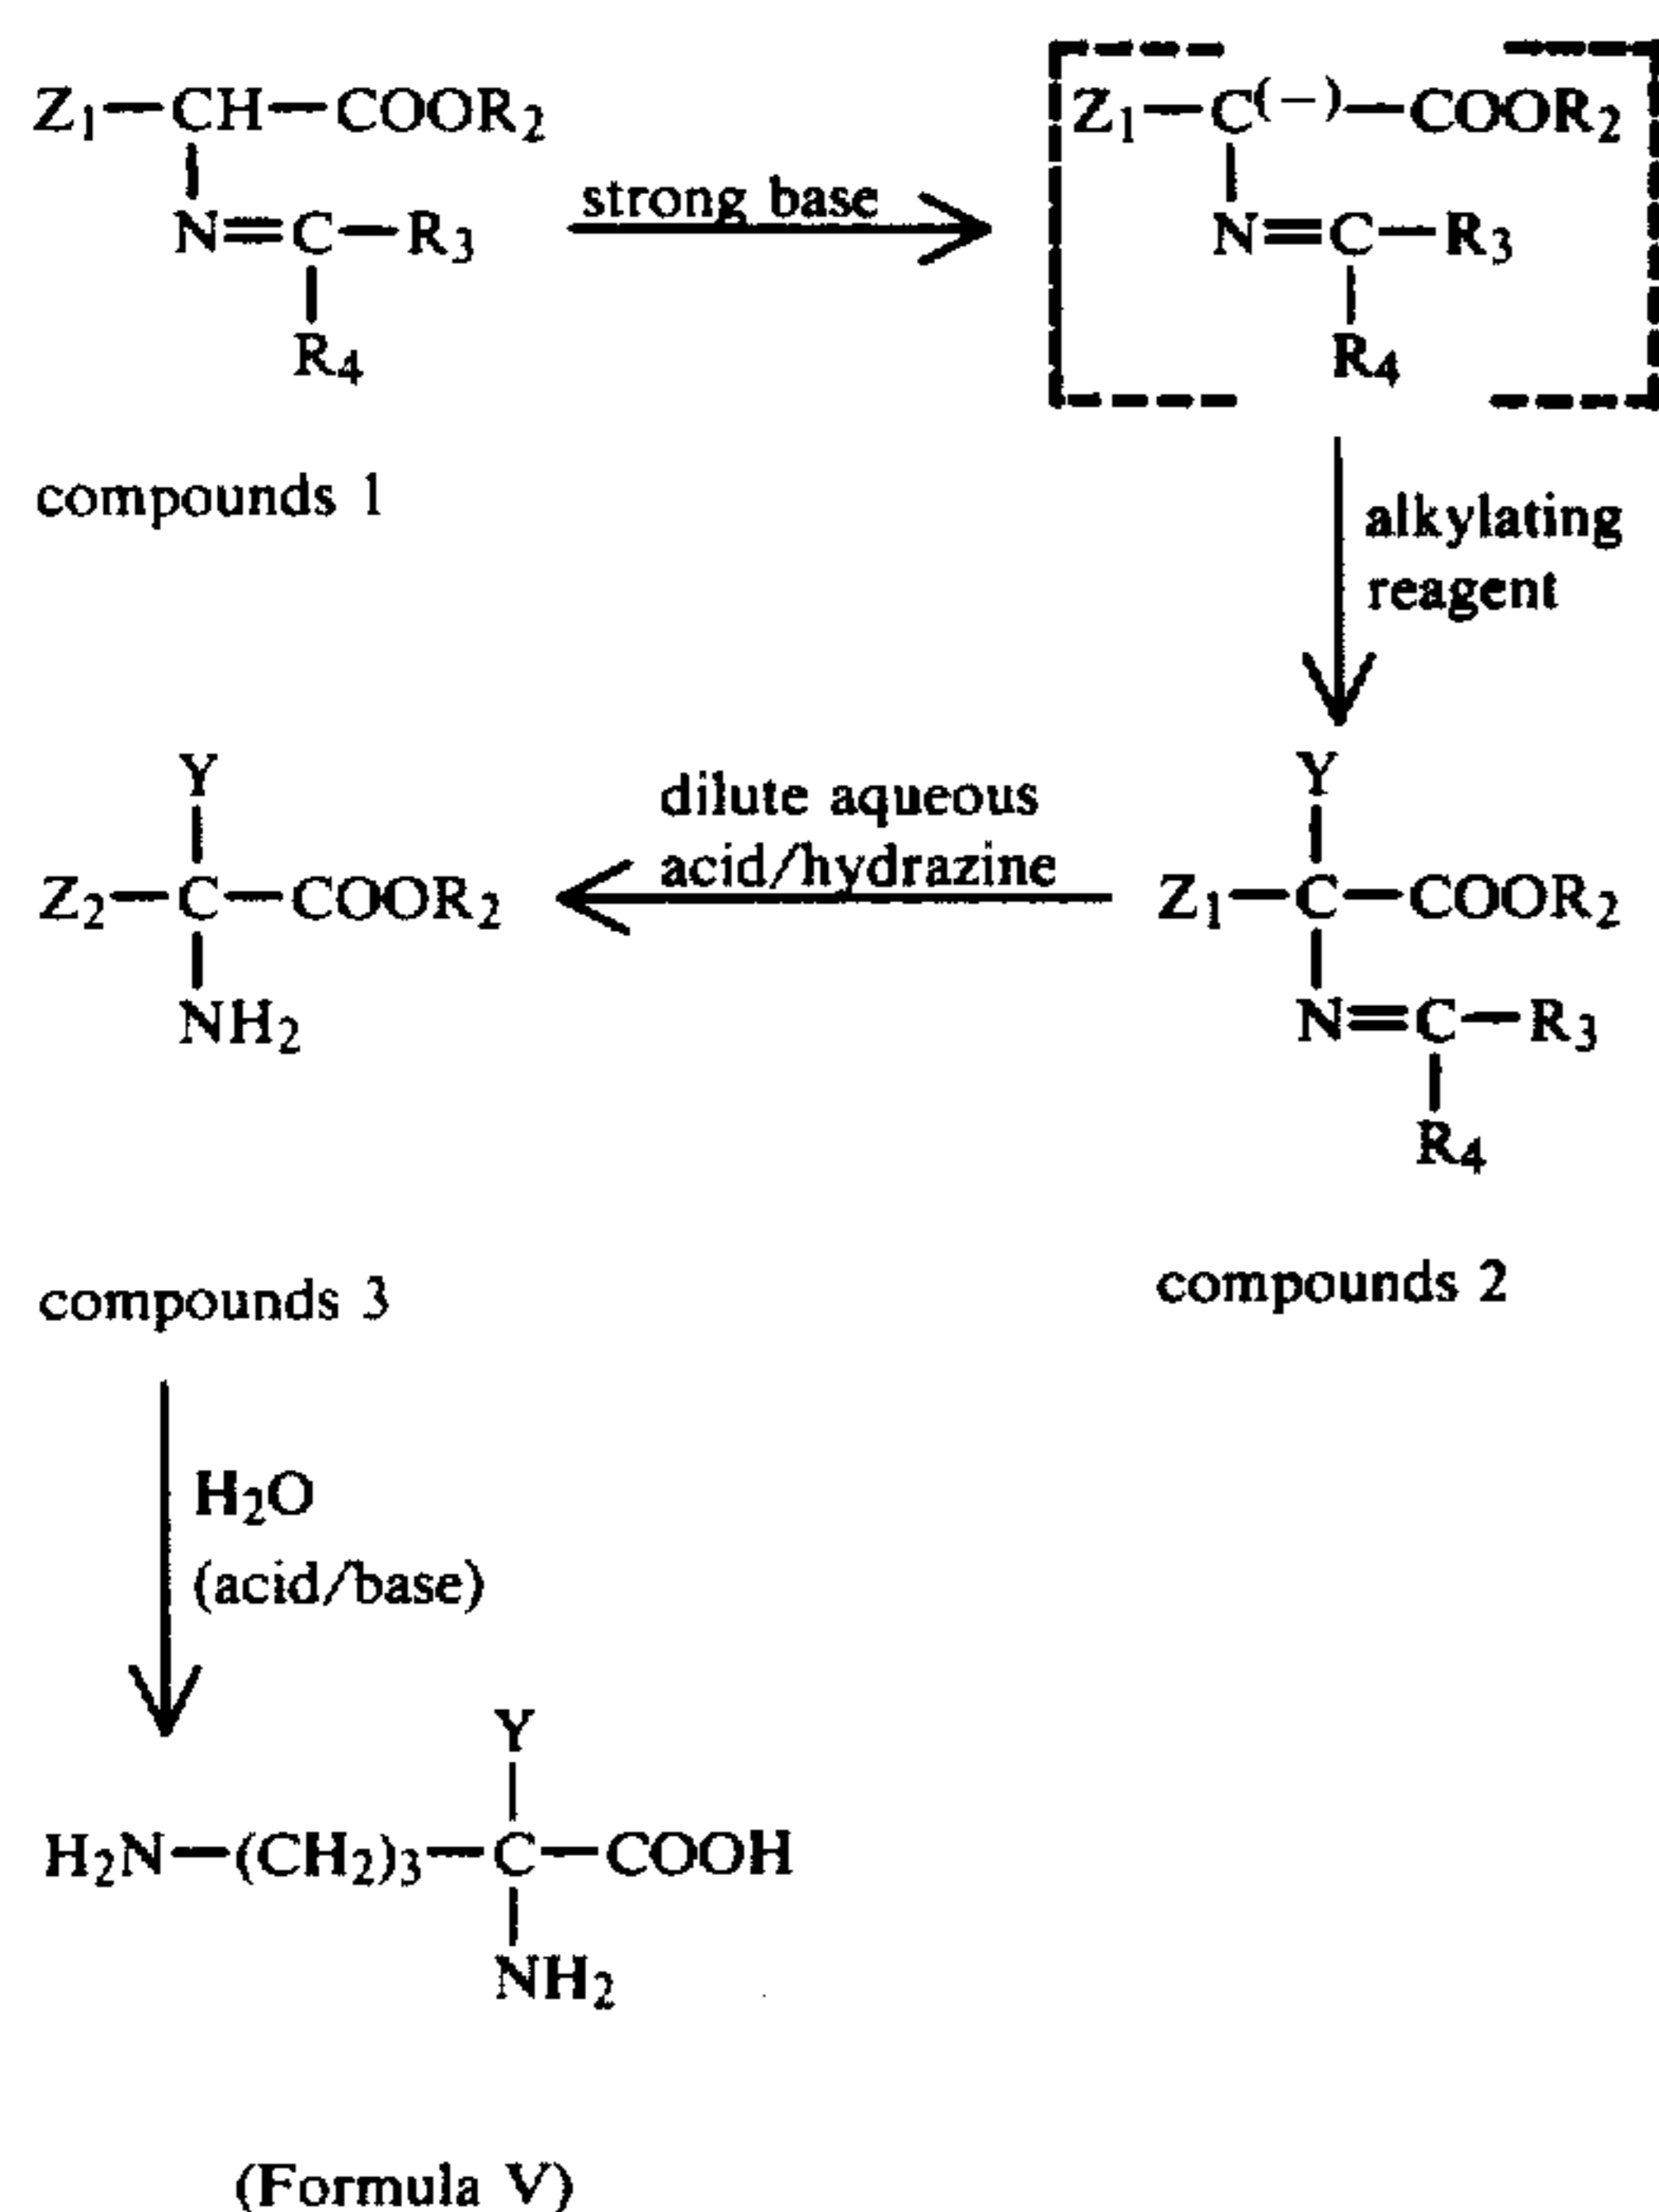 Z₁—CH—COOR₂
N=C—R₃
R₄
compounds 1
strong base
Z₁—C(−)—COOR₂
N=C—R₃
R₄
alkylating
reagent
Y
Z₁—C—COOR₂
N=C—R₃
R₄
compounds 2
dilute aqueous
acid/hydrazine
Y
Z₂—C—COOR₂
NH₂
compounds 3
H₂O
(acid/base)
Y
H₂N—(CH₂)₃—C—COOH
NH₂
(Formula V)